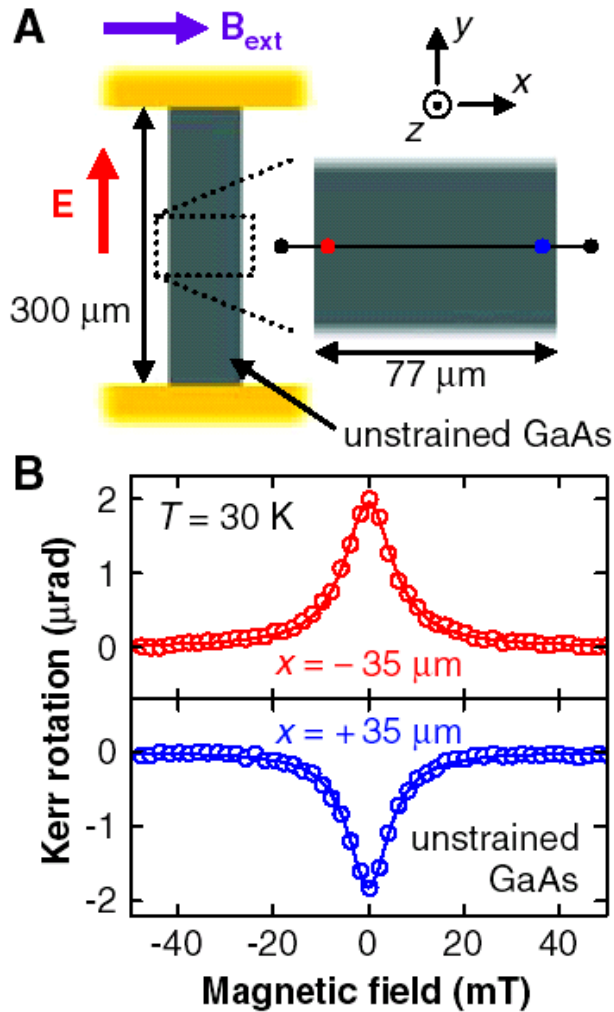 A
B_ext
y
x
z
E
300 μm
77 μm
unstrained GaAs
B
T = 30 K
2
1
0
x = – 35 μm
Kerr rotation (μrad)
x = + 35 μm
0
-1
-2
unstrained
GaAs
-40 -20 0 20 40
Magnetic field (mT)